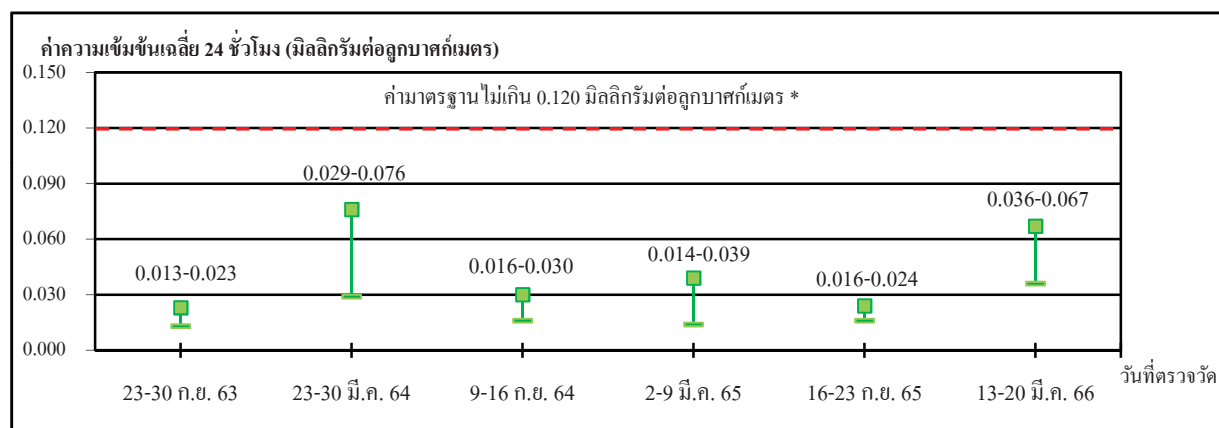 ค่าความเข้มข้นเฉลี่ย 24 ชั่วโมง (มิลลิกรัมต่อลูกบาศก์เมตร)
0.150
ค่ามาตรฐานไม่เกิน 0.120 มิลลิกรัมต่อลูกบาศก์เมตร *
0.120
0.029-0.076
0.090
0.036-0.067
0.060
0.013-0.023
0.016-0.030
0.014-0.039
0.016-0.024
0.030
0.000
วันที่ตรวจวัด
23-30 ก.ย. 63
23-30 มี.ค. 64
9-16 ก.ย. 64
2-9 มี.ค. 65
16-23 ก.ย. 65
13-20 มี.ค. 66